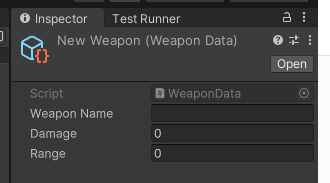 Inspector
Test Runner
New Weapon (Weapon Data)
Open
Script
WeaponData
Weapon Name
Damage
0
Range
0